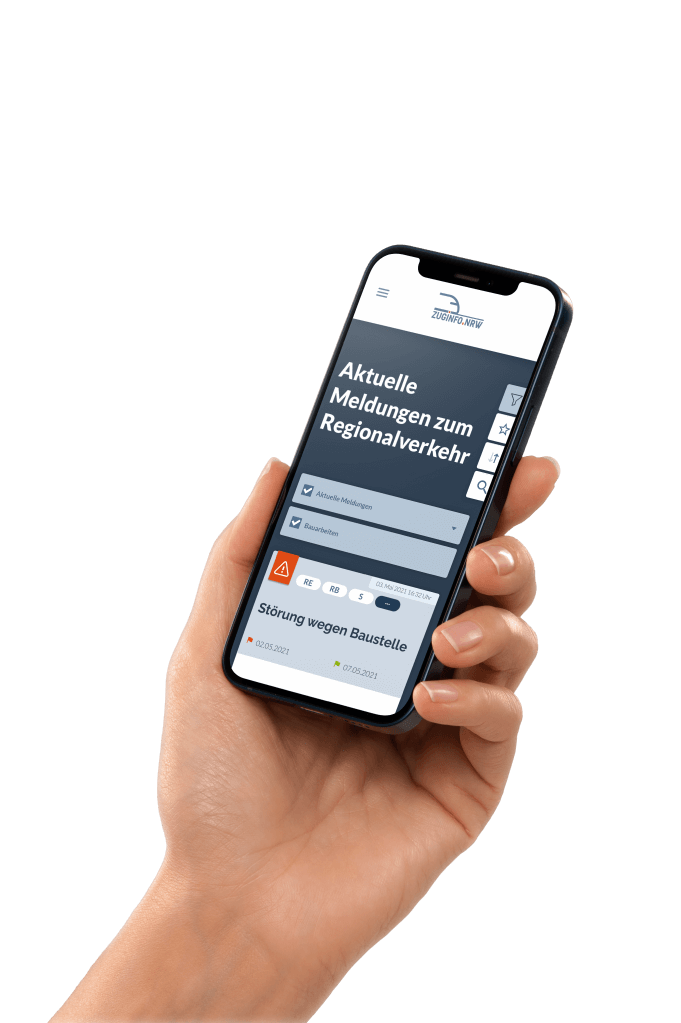 ZUGINFO.NRW
Aktuelle
Meldungen zum
Regionalverkehr
Aktuelle Meldungen
Bauarbeiten
03. Mai 2021 16:32 Uhr
RE RB S ...
Störung wegen Baustelle
02.05.2021
07.05.2021